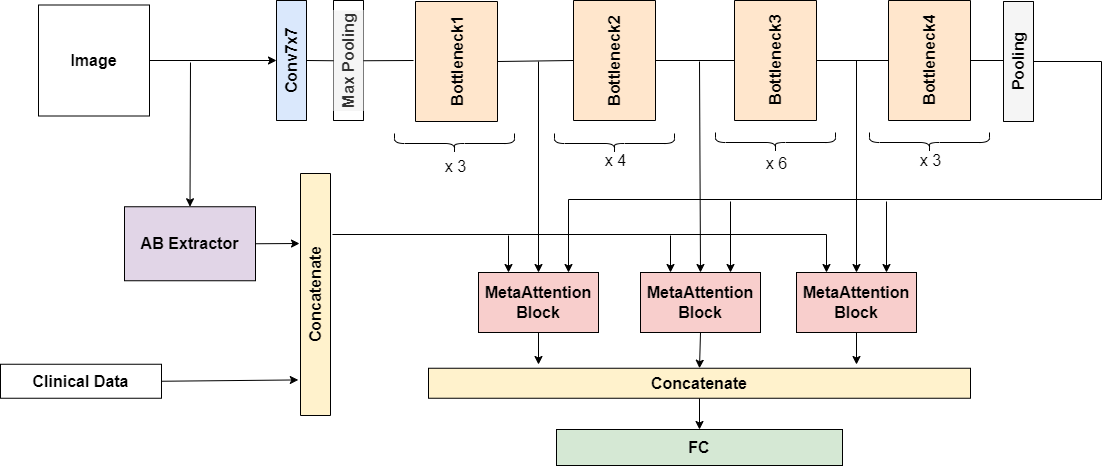 Image
Conv7x7
Max Pooling
Bottleneck1
Bottleneck2
Bottleneck3
Bottleneck4
Pooling
x 3
x 4
x 6
x 3
AB Extractor
Concatenate
MetaAttention
Block
MetaAttention
Block
MetaAttention
Block
Clinical Data
Concatenate
FC